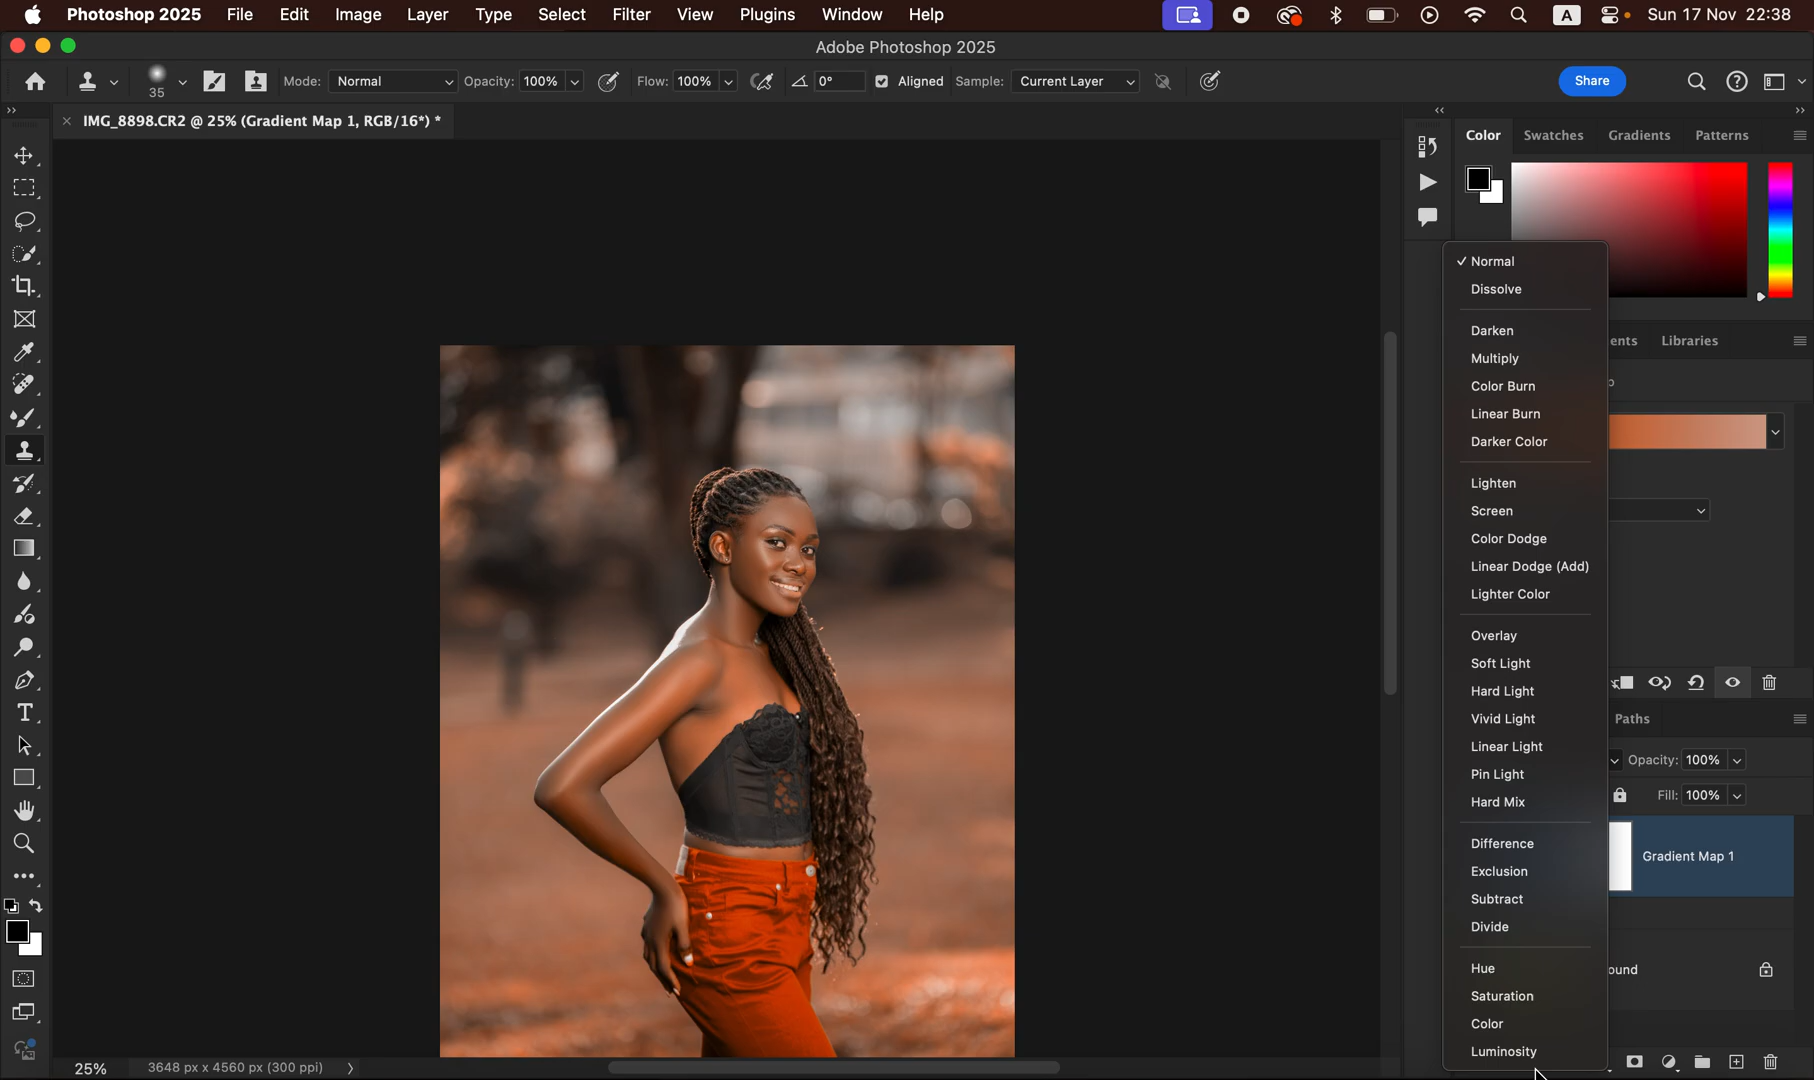 Photoshop 2025 File Edit Image Layer Type Select Filter View Plugins Window Help A Sun 17 Nov 22:38
Adobe Photoshop 2025
35 Mode: Normal Opacity: 100% Flow: 100% 0° Aligned Sample: Current Layer Share
IMG_8898.CR2 @ 25% (Gradient Map 1, RGB/16*) *
Color Swatches Gradients Patterns
Normal
Dissolve
Darken
ents Libraries
Multiply
Color Burn
Linear Burn
Darker Color
Lighten
Screen
Color Dodge
Linear Dodge (Add)
Lighter Color
Overlay
Soft Light
Hard Light
Vivid Light
Paths
Linear Light
Opacity: 100%
Pin Light
Hard Mix
Fill: 100%
Difference
Gradient Map 1
Exclusion
Subtract
Divide
Hue
ound
Saturation
Color
Luminosity
T
25% 3648 px x 4560 px (300 ppi)